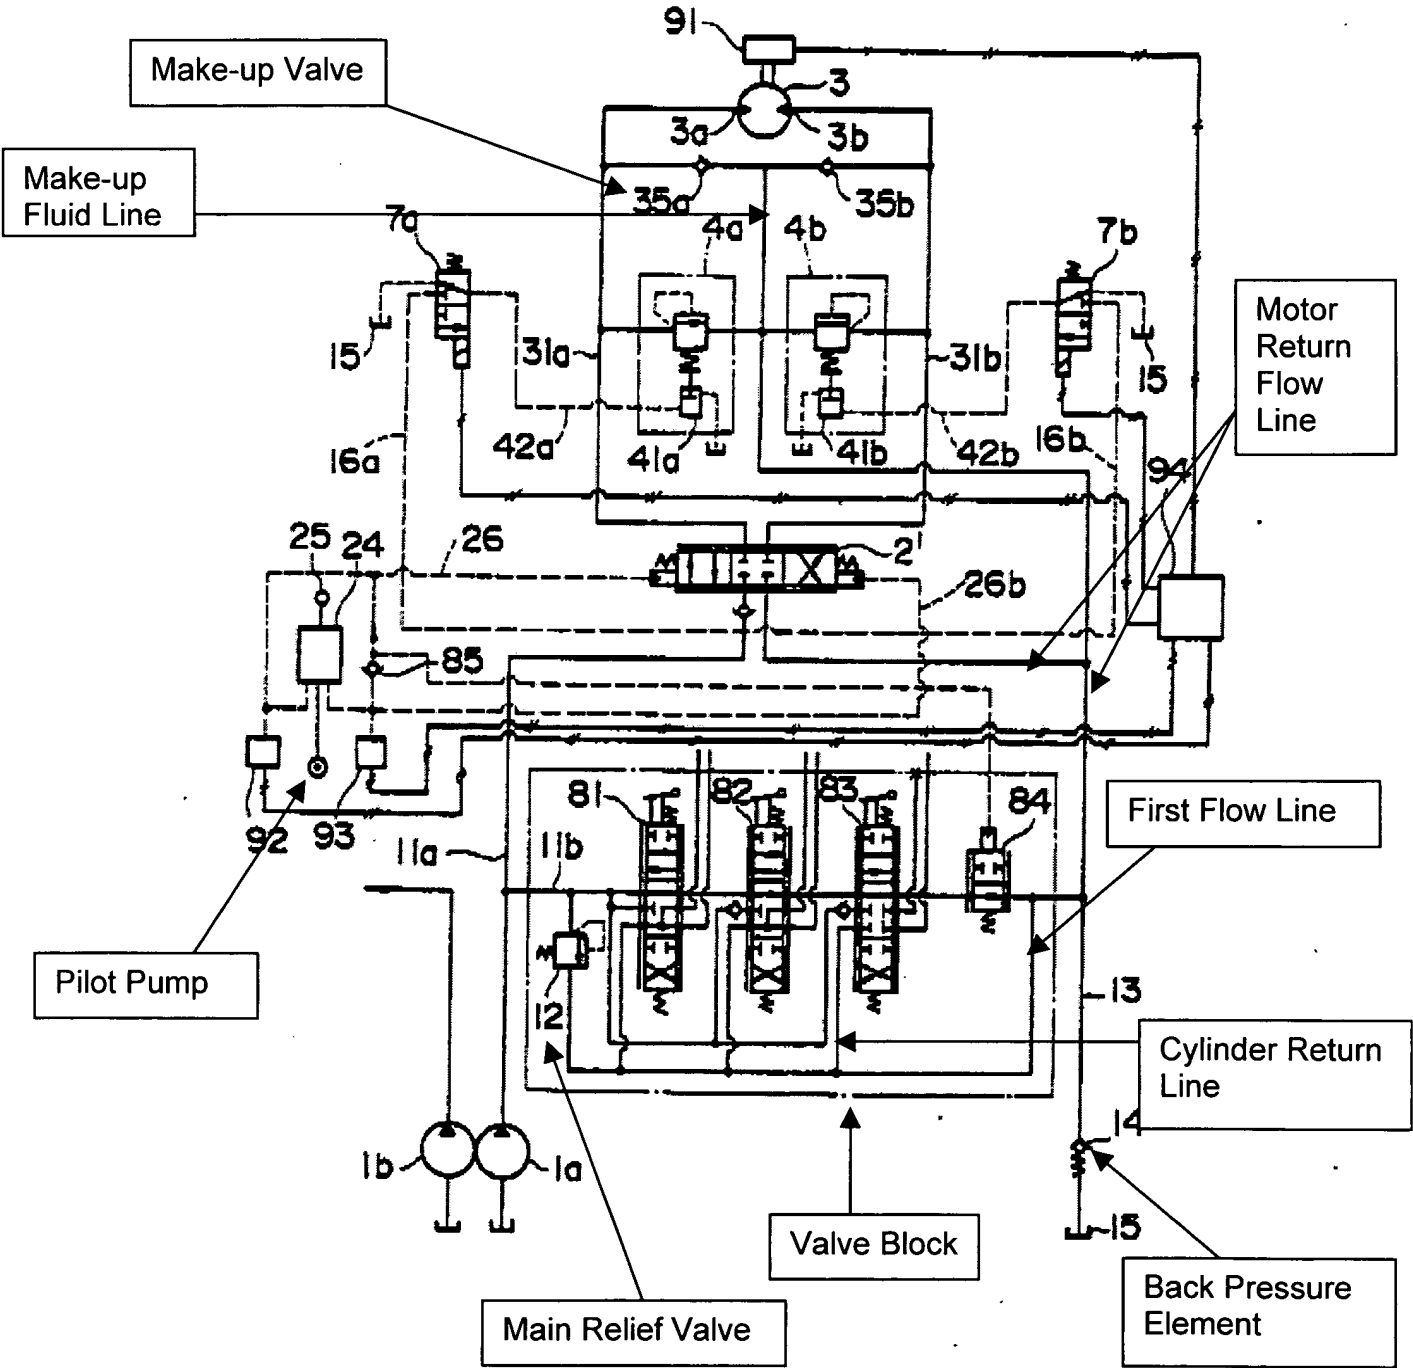 91
Make-up Valve
3
3a
3b
Make-up
Fluid Line
35a
35b
7a
4a
4b
7b
Motor
Return
Flow
Line
15
31a
31b
15
42a
41a
41b
42b
16a
16b
94
25
24
26
2
26b
85
81
82
83
84
First Flow Line
92
93
11a
11b
Pilot Pump
12
13
Cylinder Return
Line
14
1b
1a
15
Valve Block
Back Pressure
Element
Main Relief Valve